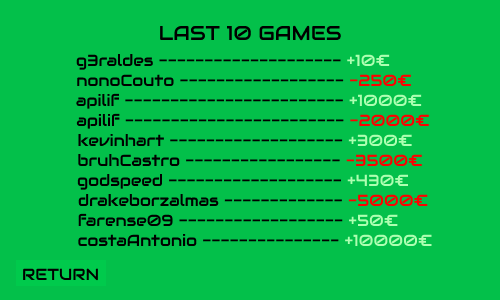 LAST 10 GAMES
g3raldes ------------------- +10€
nonoCouto ----------------- -250€
apilif ----------------------- +1000€
apilif ----------------------- -2000€
kevinhart ------------------ +300€
bruhCastro ---------------- -3500€
godspeed ------------------ +430€
drakeborzalmas ------------ -5000€
farense09 ----------------- +50€
costaAntonio -------------- +10000€
RETURN